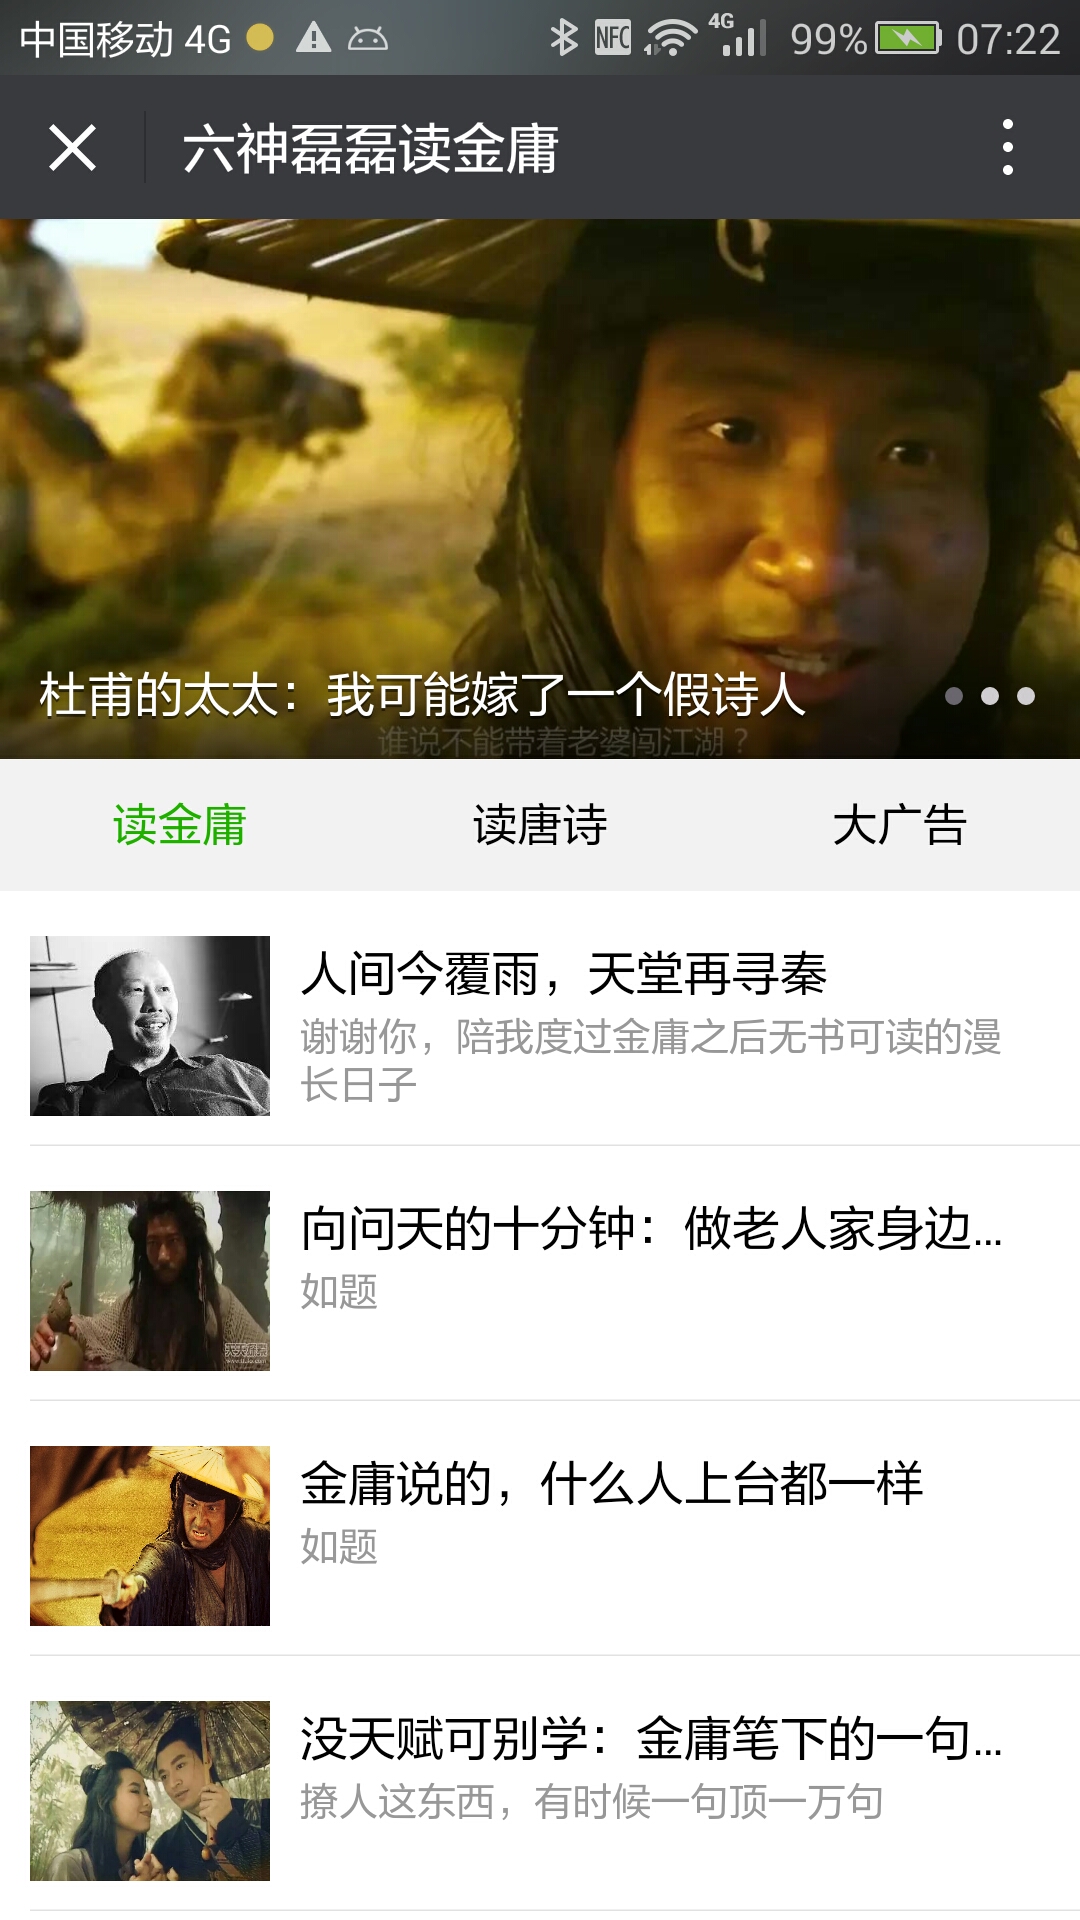 中国移动 4G NFC 4G 99% 07:22
六神磊磊读金庸
杜甫的太太：我可能嫁了一个假诗人
谁说不能带着老婆闯江湖？
读金庸 读唐诗 大广告
人间今覆雨，天堂再寻秦
谢谢你，陪我度过金庸之后无书可读的漫
长日子
向问天的十分钟：做老人家身边...
如题
金庸说的，什么人上台都一样
如题
没天赋可别学：金庸笔下的一句...
撩人这东西，有时候一句顶一万句